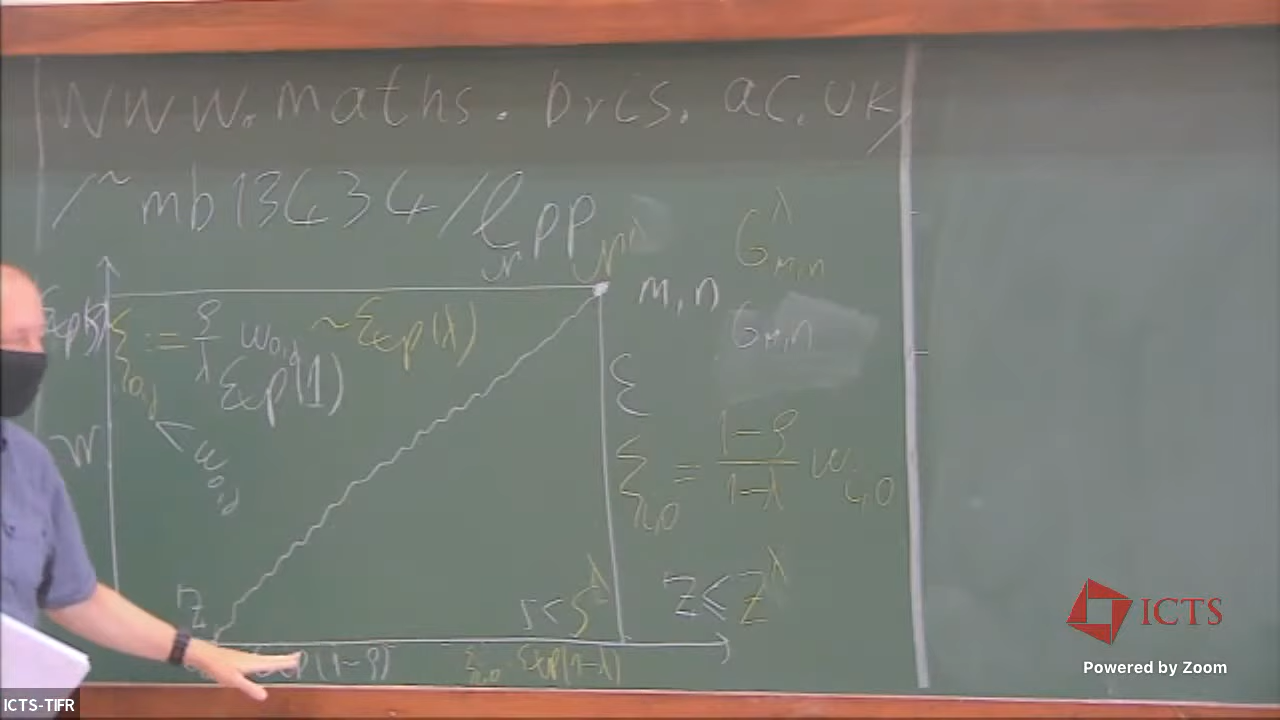 www.maths.bris.ac.uk/
/~mb13434/lpp
m,n
G^λ_{m,n}
G_{m,n}
ξ_{0,j} := ϱ/λ ω_{0,j} ~ Exp(λ)
Exp(1)
ω_{0,j}
W
E
ξ_{i,0} = (1-ϱ)/(1-λ) ω_{i,0}
Z
S < S^λ
Z ≤ Z^λ
(1-ϱ)
ξ_{i,0} Exp(1-λ)
ICTS
Powered by Zoom
ICTS-TIFR